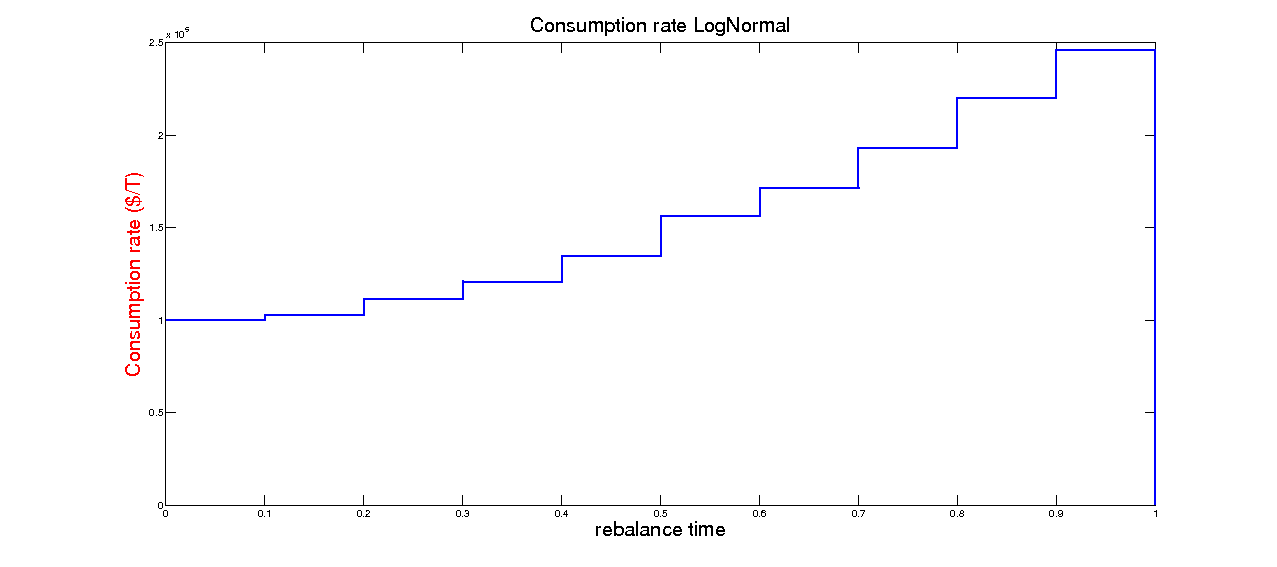 Consumption rate LogNormal
x 10^5
2.5
2
1.5
1
0.5
0
Consumption rate ($/T)
0 0.1 0.2 0.3 0.4 0.5 0.6 0.7 0.8 0.9 1
rebalance time